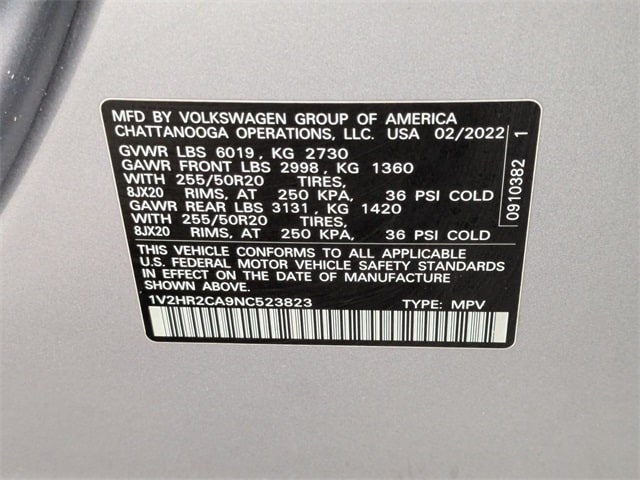 MFD BY VOLKSWAGEN GROUP OF AMERICA
CHATTANOOGA OPERATIONS, LLC. USA 02/2022
GVWR LBS 6019, KG 2730
GAWR FRONT LBS 2998, KG 1360
WITH 255/50R20 TIRES,
8JX20 RIMS, AT 250 KPA, 36 PSI COLD
GAWR REAR LBS 3131, KG 1420
WITH 255/50R20 TIRES,
8JX20 RIMS, AT 250 KPA, 36 PSI COLD
THIS VEHICLE CONFORMS TO ALL APPLICABLE
U.S. FEDERAL MOTOR VEHICLE SAFETY STANDARDS
IN EFFECT ON THE DATE OF MANUFACTURE
SHOWN ABOVE.
1V2HR2CA9NC523823 TYPE: MPV
0910382 1